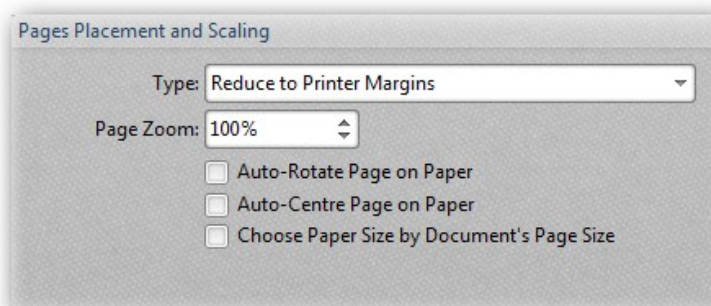 Pages Placement and Scaling
Type: Reduce to Printer Margins
Page Zoom: 100%
Auto-Rotate Page on Paper
Auto-Centre Page on Paper
Choose Paper Size by Document's Page Size